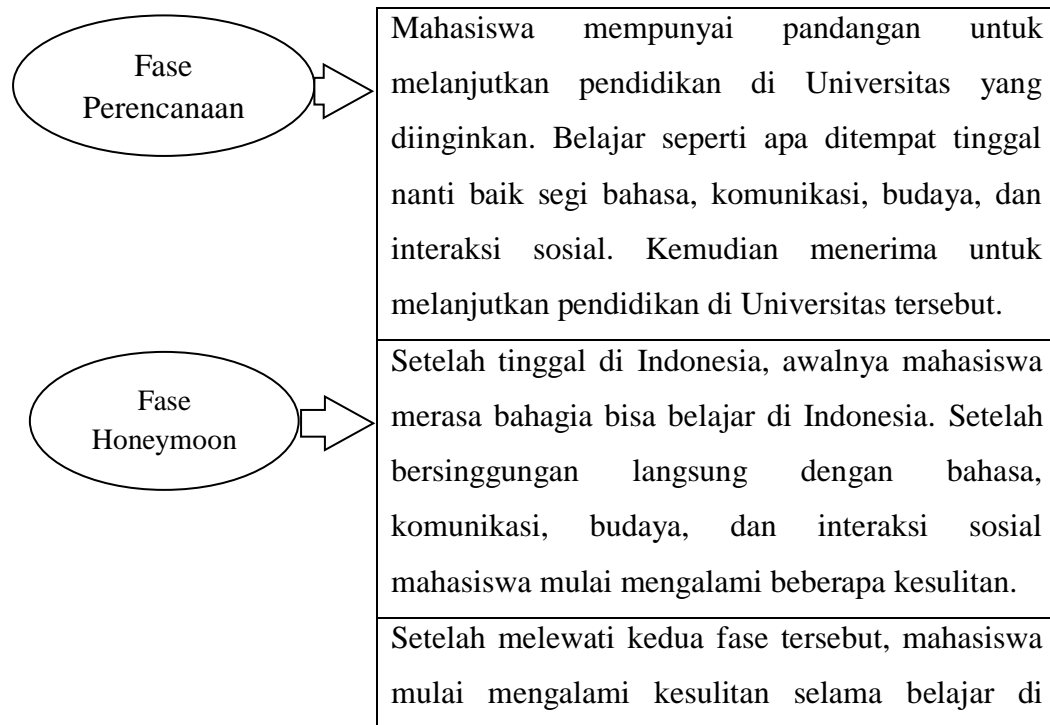 Fase
Perencanaan
Mahasiswa mempunyai pandangan untuk
melanjutkan pendidikan di Universitas yang
diinginkan. Belajar seperti apa ditempat tinggal
nanti baik segi bahasa, komunikasi, budaya, dan
interaksi sosial. Kemudian menerima untuk
melanjutkan pendidikan di Universitas tersebut.
Fase
Honeymoon
Setelah tinggal di Indonesia, awalnya mahasiswa
merasa bahagia bisa belajar di Indonesia. Setelah
bersinggungan langsung dengan bahasa,
komunikasi, budaya, dan interaksi sosial
mahasiswa mulai mengalami beberapa kesulitan.
Setelah melewati kedua fase tersebut, mahasiswa
mulai mengalami kesulitan selama belajar di